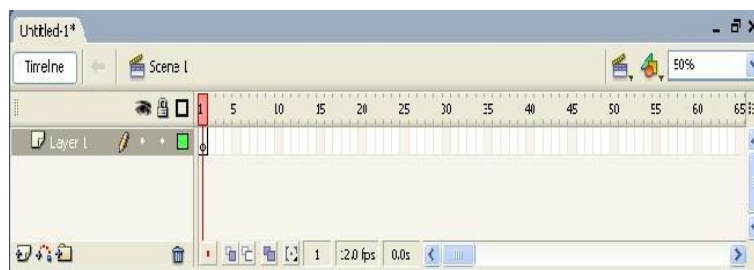 Untitled-1*
Timeline Scene 1 50%
1 5 10 15 20 25 30 35 40 45 50 55 60 65
Layer 1
1 12.0 fps 0.0s